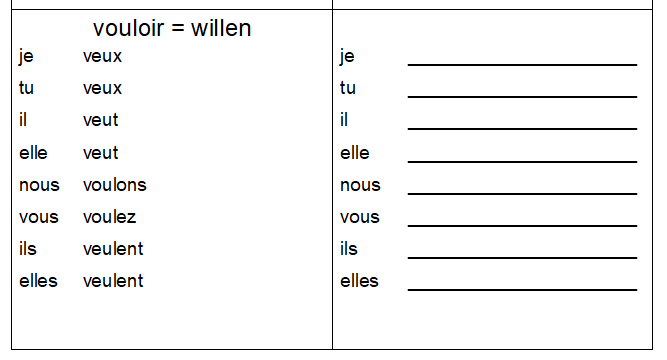 vouloir = willen
je veux
tu veux
il veut
elle veut
nous voulons
vous voulez
ils veulent
elles veulent
je
tu
il
elle
nous
vous
ils
elles